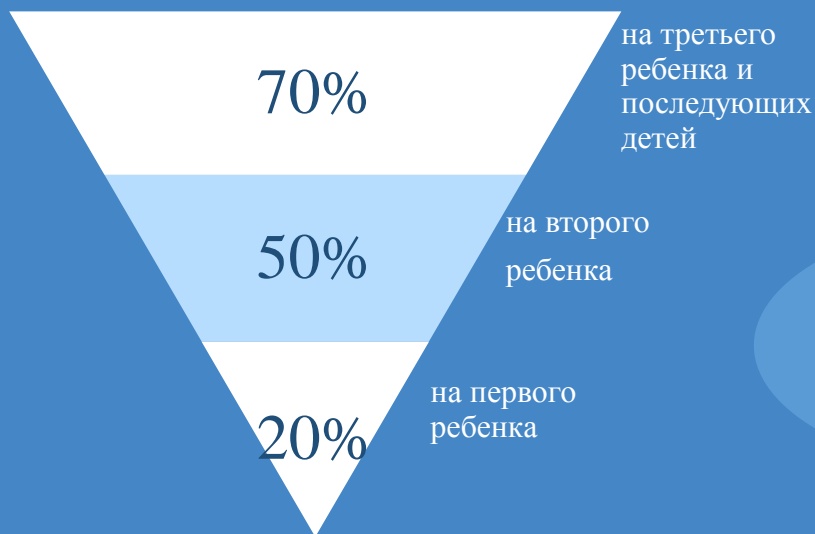 70%
на третьего
ребенка и
последующих
детей
50%
на второго
ребенка
20%
на первого
ребенка